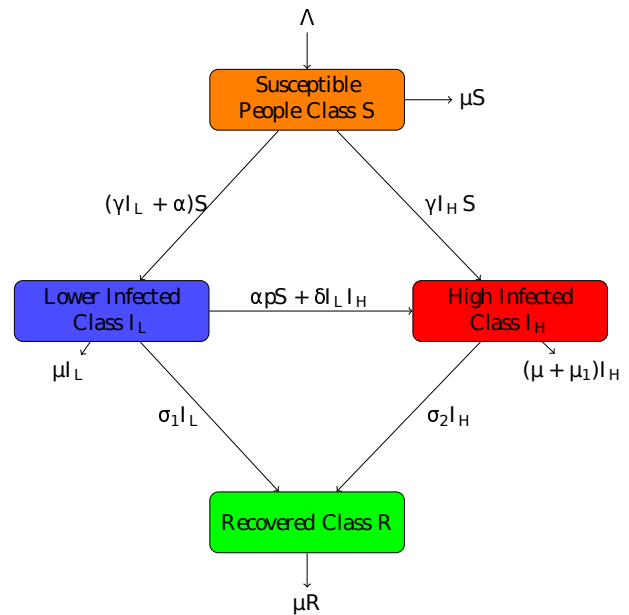 Λ
Susceptible
People Class S
μS
(γI_L + α)S
γI_H S
Lower Infected
Class I_L
αpS + δI_L I_H
High Infected
Class I_H
μI_L
(μ + μ₁)I_H
σ₁I_L
σ₂I_H
Recovered Class R
μR